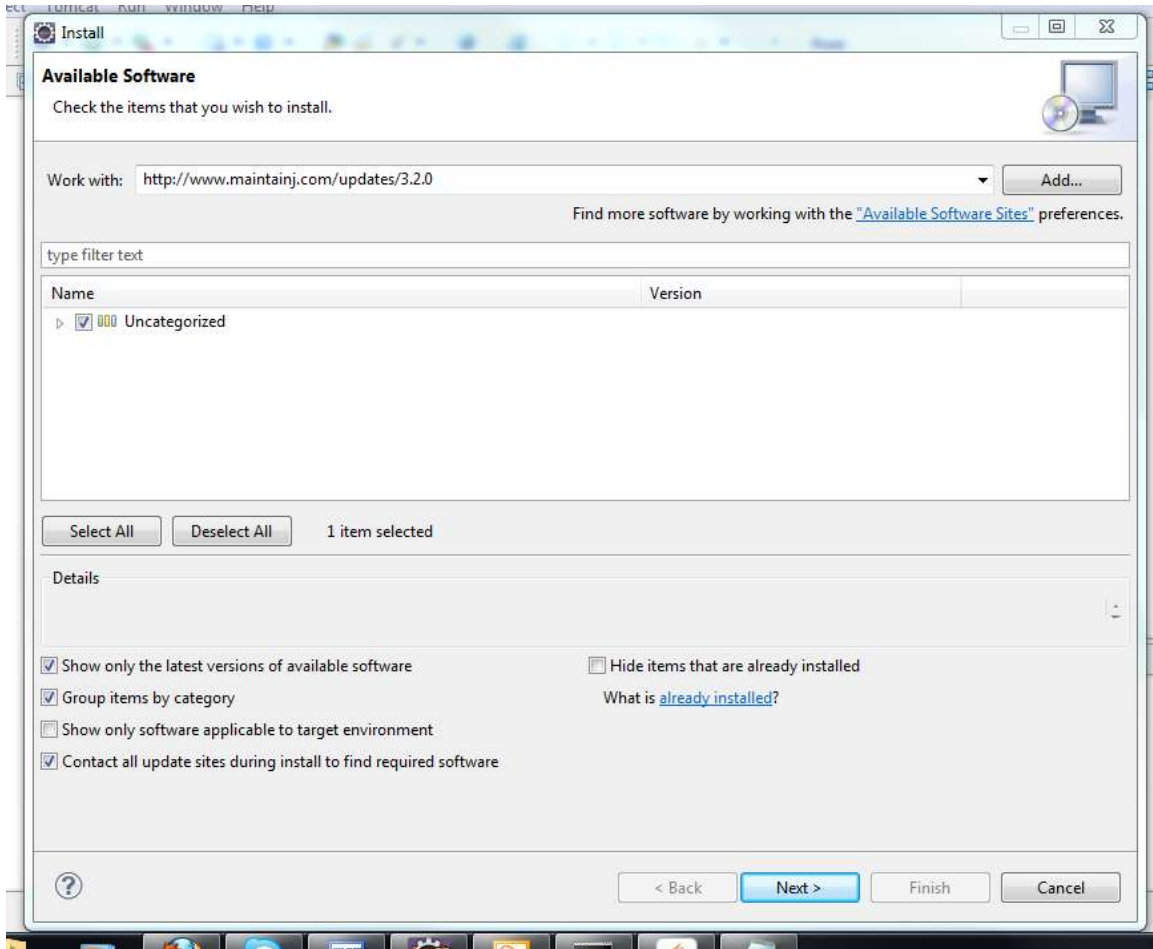 Tomcat Run Window Help
Install
Available Software
Check the items that you wish to install.
Work with: http://www.maintainj.com/updates/3.2.0 Add...
Find more software by working with the "Available Software Sites" preferences.
type filter text
Name Version
Uncategorized
Select All Deselect All 1 item selected
Details
Show only the latest versions of available software Hide items that are already installed
Group items by category What is already installed?
Show only software applicable to target environment
Contact all update sites during install to find required software
? < Back Next > Finish Cancel